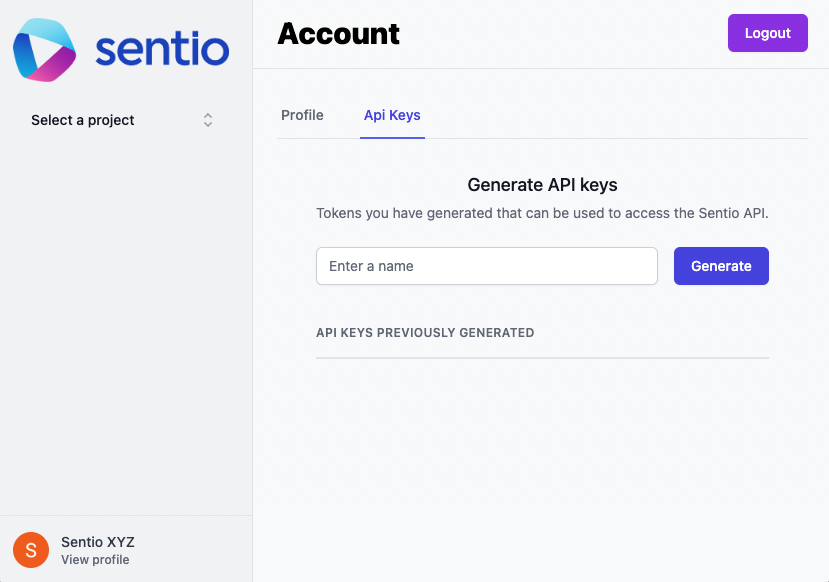 sentio
Select a project
Account
Logout
Profile
Api Keys
Generate API keys
Tokens you have generated that can be used to access the Sentio API.
Enter a name
Generate
API KEYS PREVIOUSLY GENERATED
S
Sentio XYZ
View profile